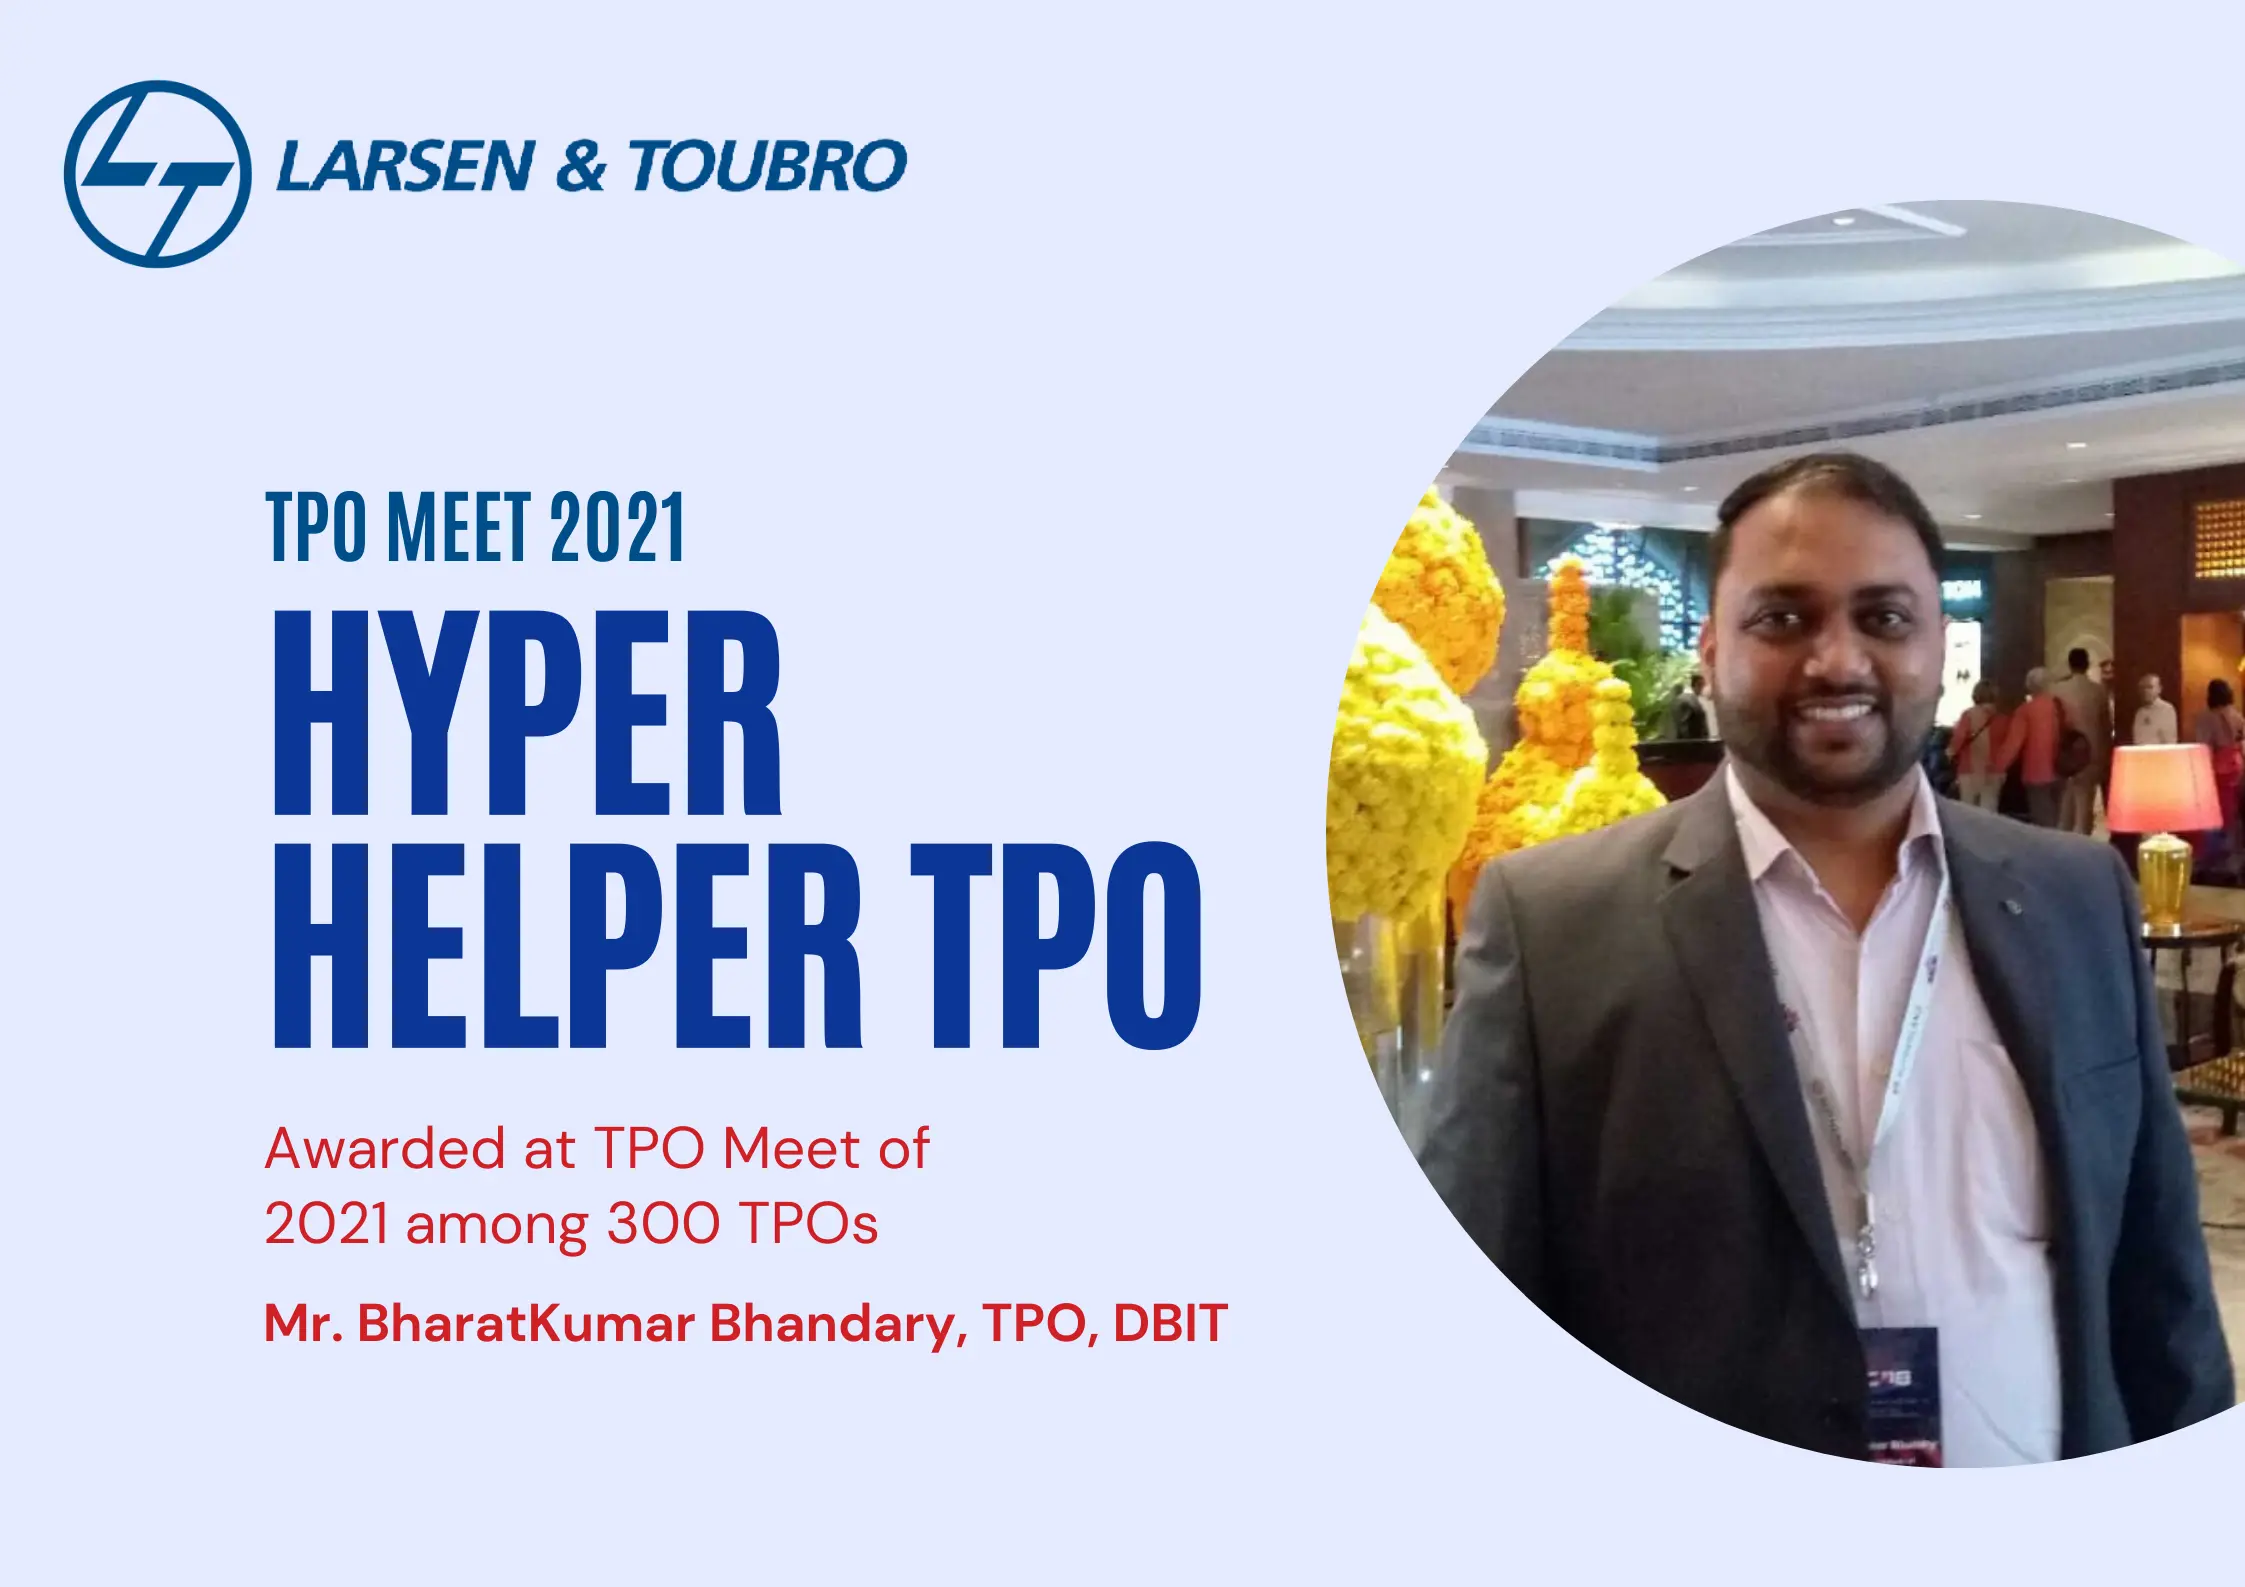 LT
LARSEN & TOUBRO
TPO MEET 2021
HYPER
HELPER TPO
Awarded at TPO Meet of
2021 among 300 TPOs
Mr. BharatKumar Bhandary, TPO, DBIT